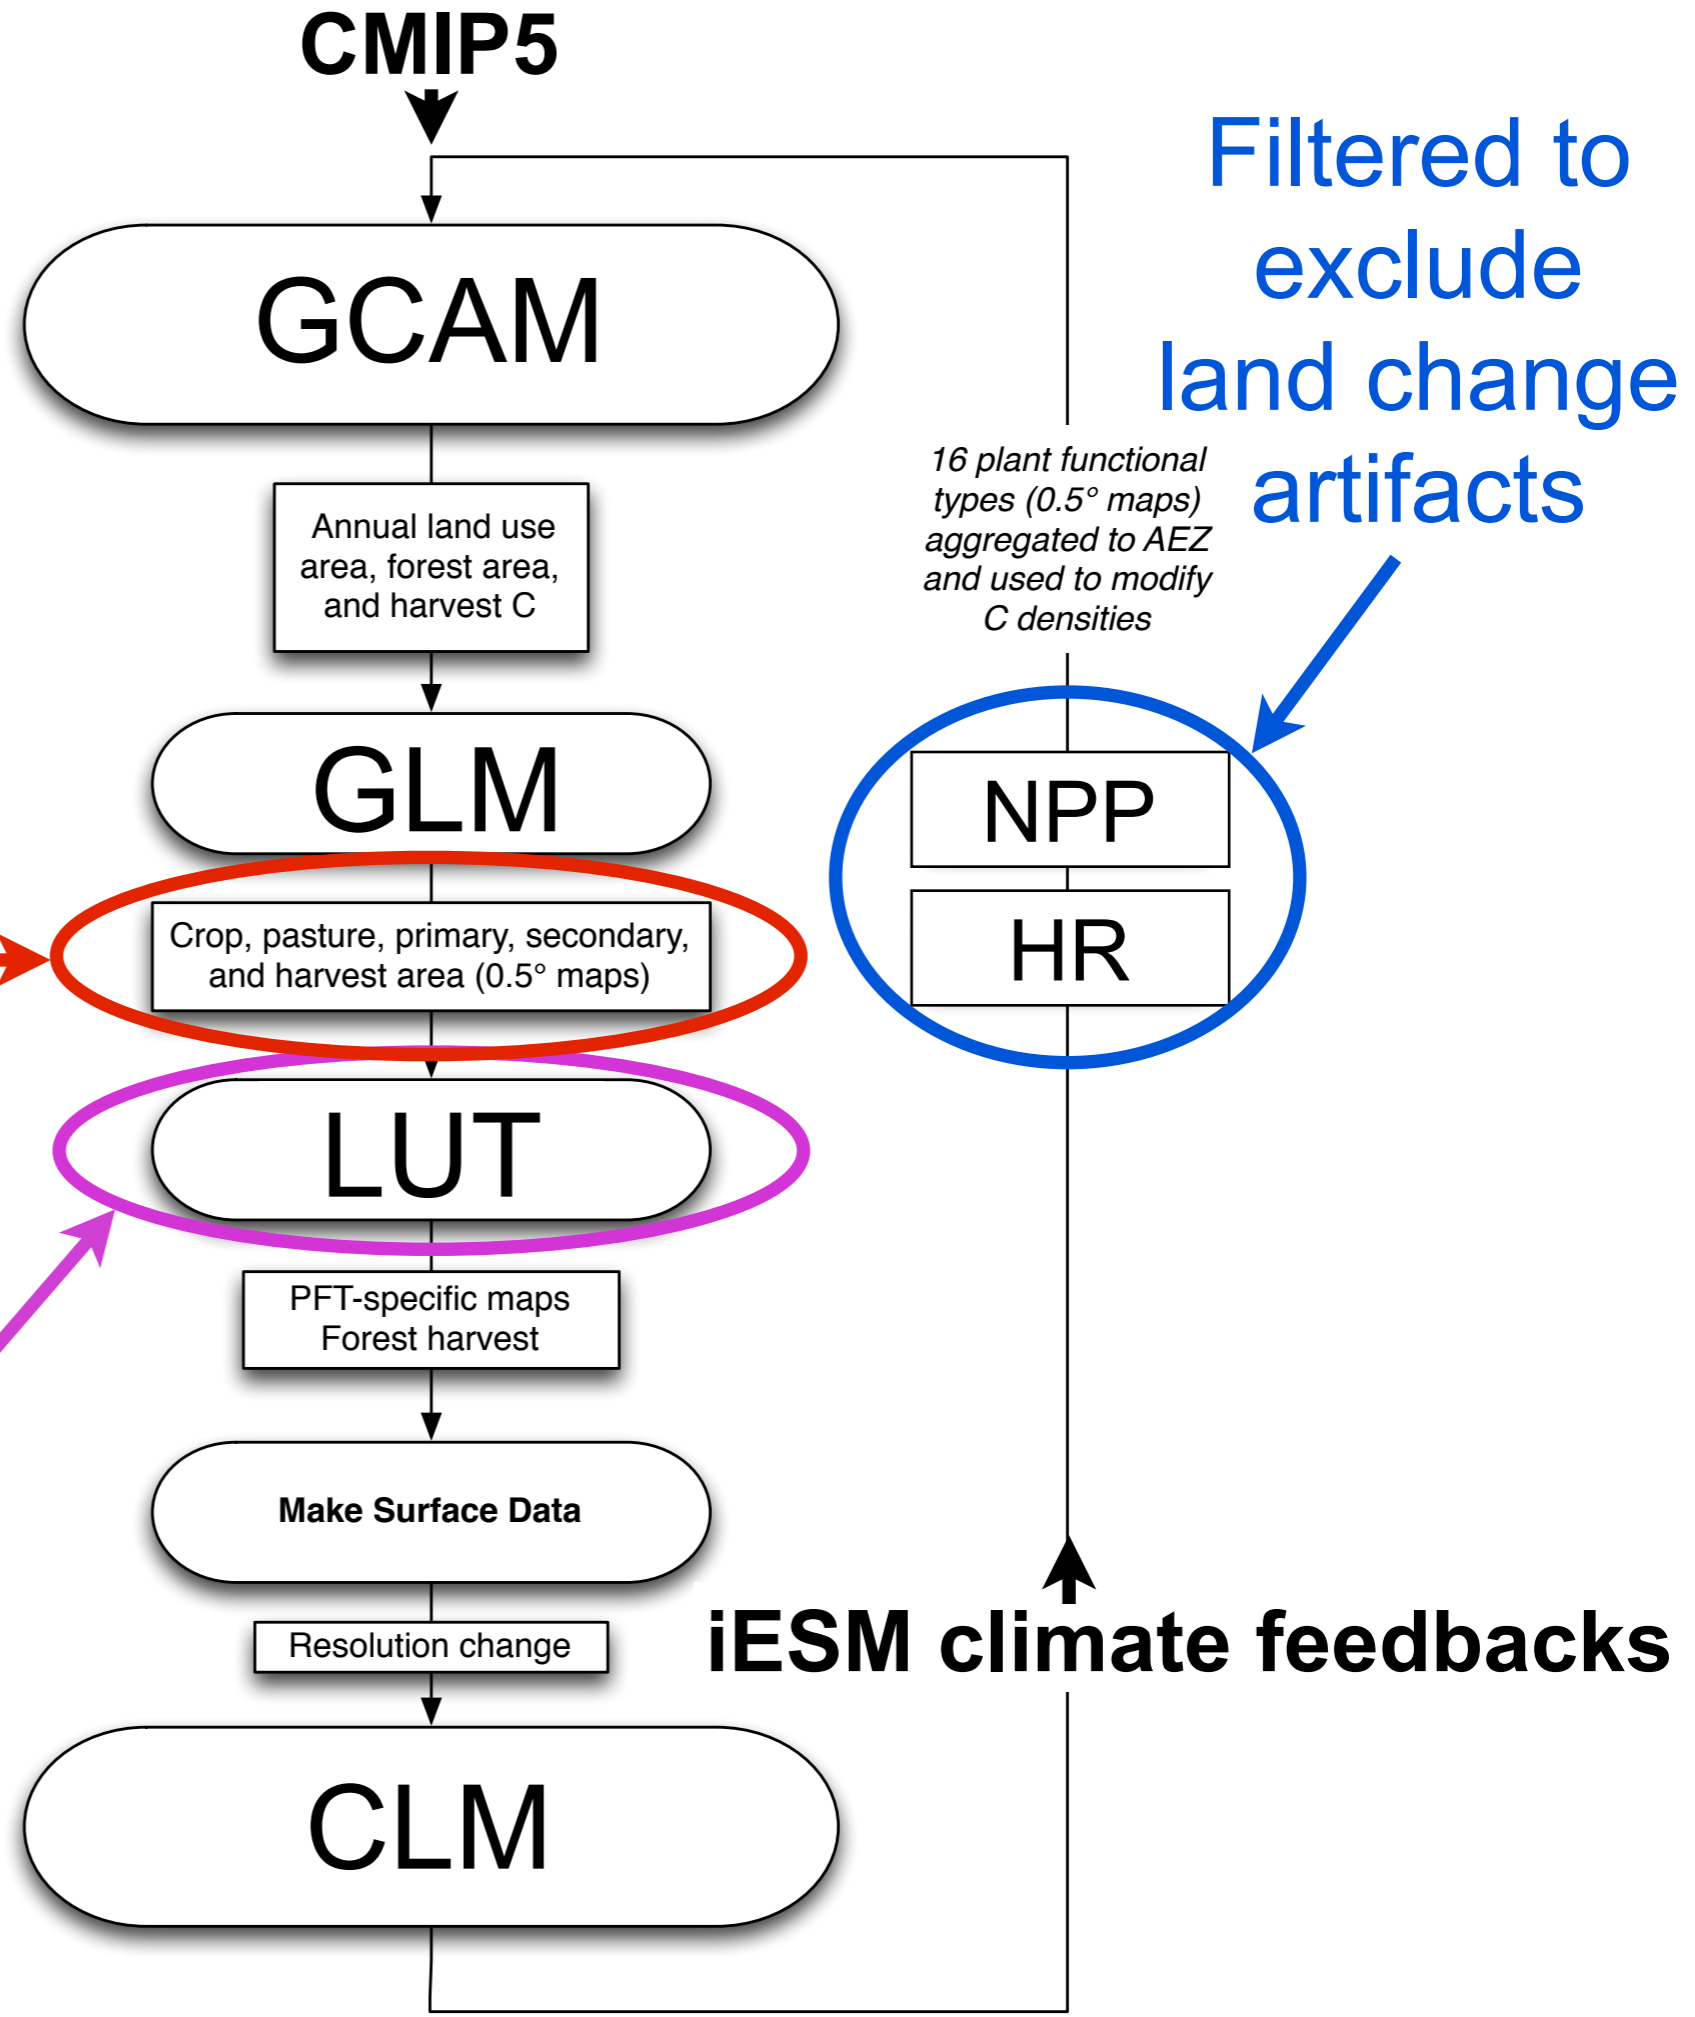 CMIP5
GCAM
Annual land use
area, forest area,
and harvest C
GLM
Crop, pasture, primary, secondary,
and harvest area (0.5° maps)
LUT
PFT-specific maps
Forest harvest
Make Surface Data
Resolution change
CLM
Filtered to
exclude
land change
artifacts
16 plant functional
types (0.5° maps)
aggregated to AEZ
and used to modify
C densities
NPP
HR
iESM climate feedbacks